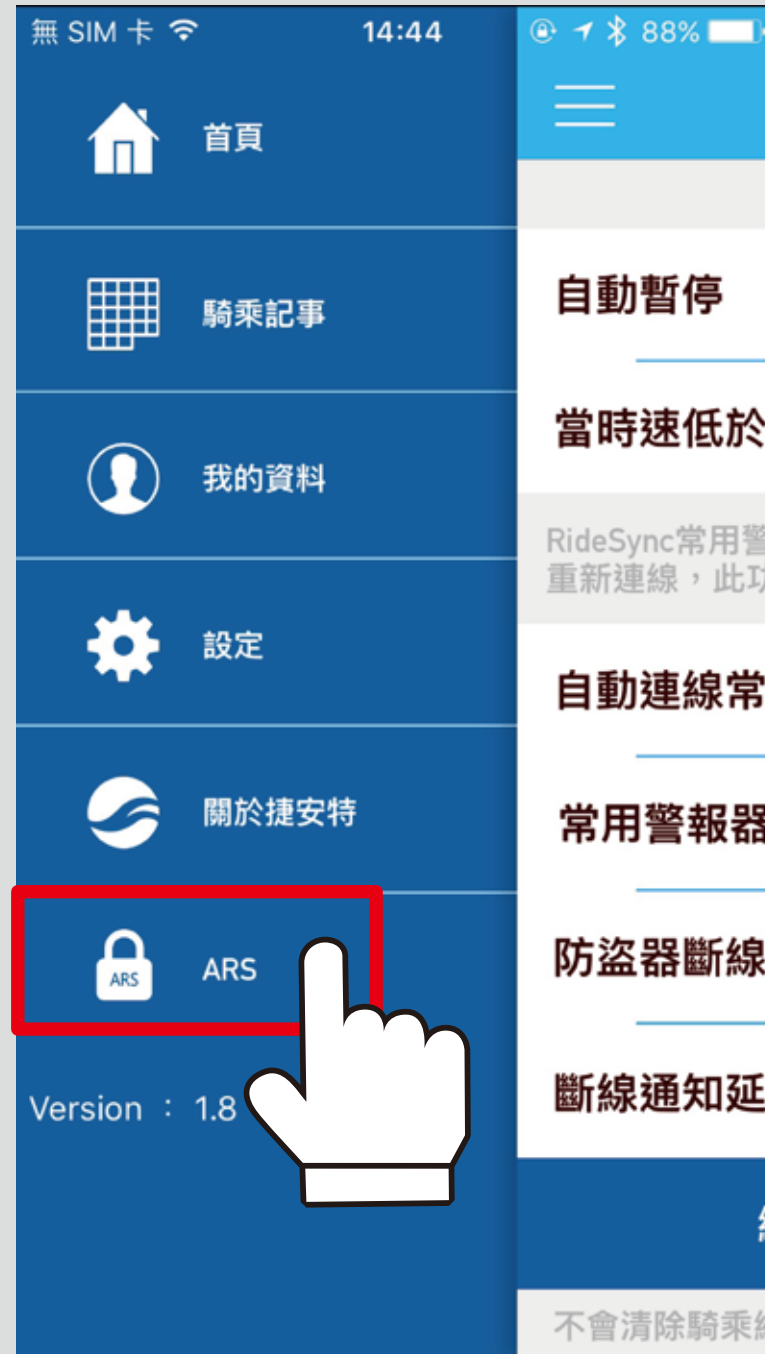 無 SIM 卡 14:44
88%
首頁
騎乘記事
我的資料
設定
關於捷安特
ARS
ARS
Version : 1.8
自動暫停
當時速低於
RideSync常用警
重新連線，此功
自動連線常
常用警報器
防盜器斷線
斷線通知延
不會清除騎乘